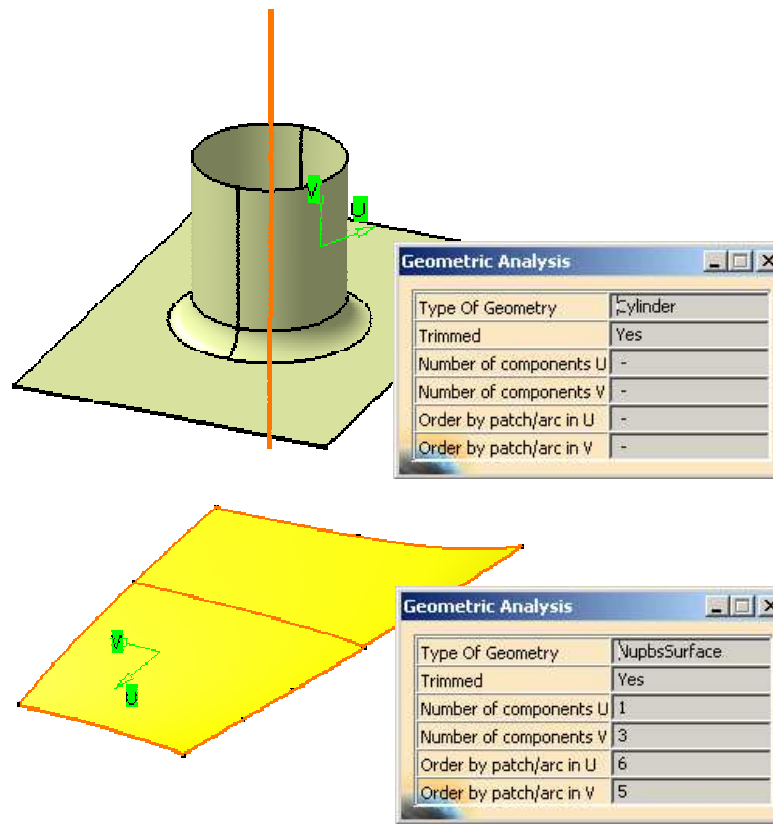 V
U
Geometric Analysis
Type Of Geometry Cylinder
Trimmed Yes
Number of components U -
Number of components V -
Order by patch/arc in U -
Order by patch/arc in V -
V
U
Geometric Analysis
Type Of Geometry NupbsSurface
Trimmed Yes
Number of components U 1
Number of components V 3
Order by patch/arc in U 6
Order by patch/arc in V 5